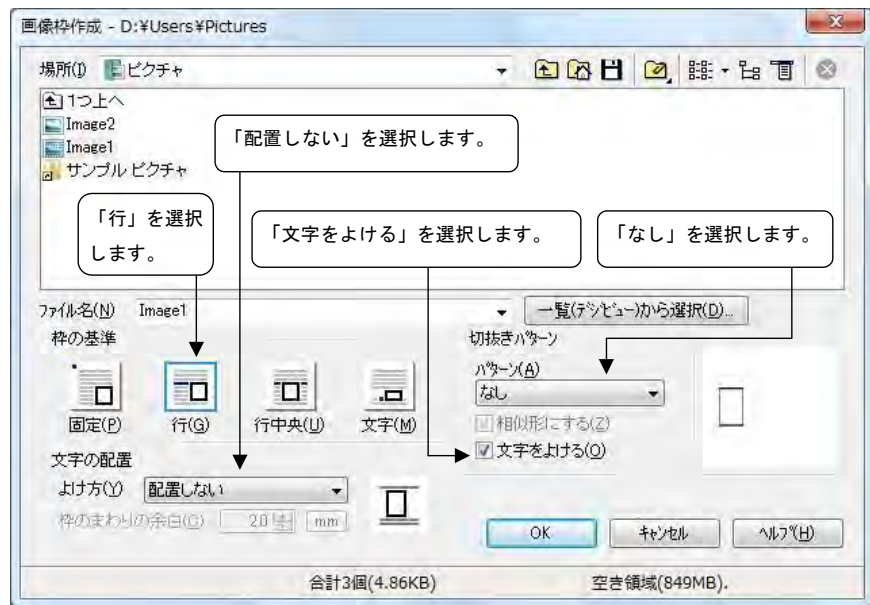 画像枠作成 - D:¥Users¥Pictures
場所(I) ピクチャ
1つ上へ
Image2
Image1
サンプル ピクチャ
「配置しない」を選択します。
「行」を選択
します。
「文字をよける」を選択します。
「なし」を選択します。
ファイル名(N) Image1
一覧(デジビュー)から選択(D)...
枠の基準
固定(P) 行(G) 行中央(U) 文字(M)
切抜きパターン
パターン(A)
なし
相似形にする(Z)
文字をよける(O)
文字の配置
よけ方(Y) 配置しない
枠のまわりの余白(C) 2.0 mm
OK キャンセル ヘルプ(H)
合計3個(4.86KB) 空き領域(849MB).